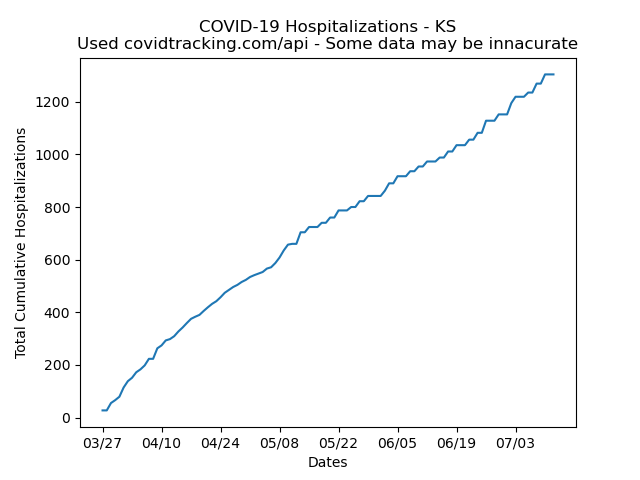 COVID-19 Hospitalizations - KS
Used covidtracking.com/api - Some data may be innacurate
Total Cumulative Hospitalizations
1200
1000
800
600
400
200
0
03/27 04/10 04/24 05/08 05/22 06/05 06/19 07/03
Dates